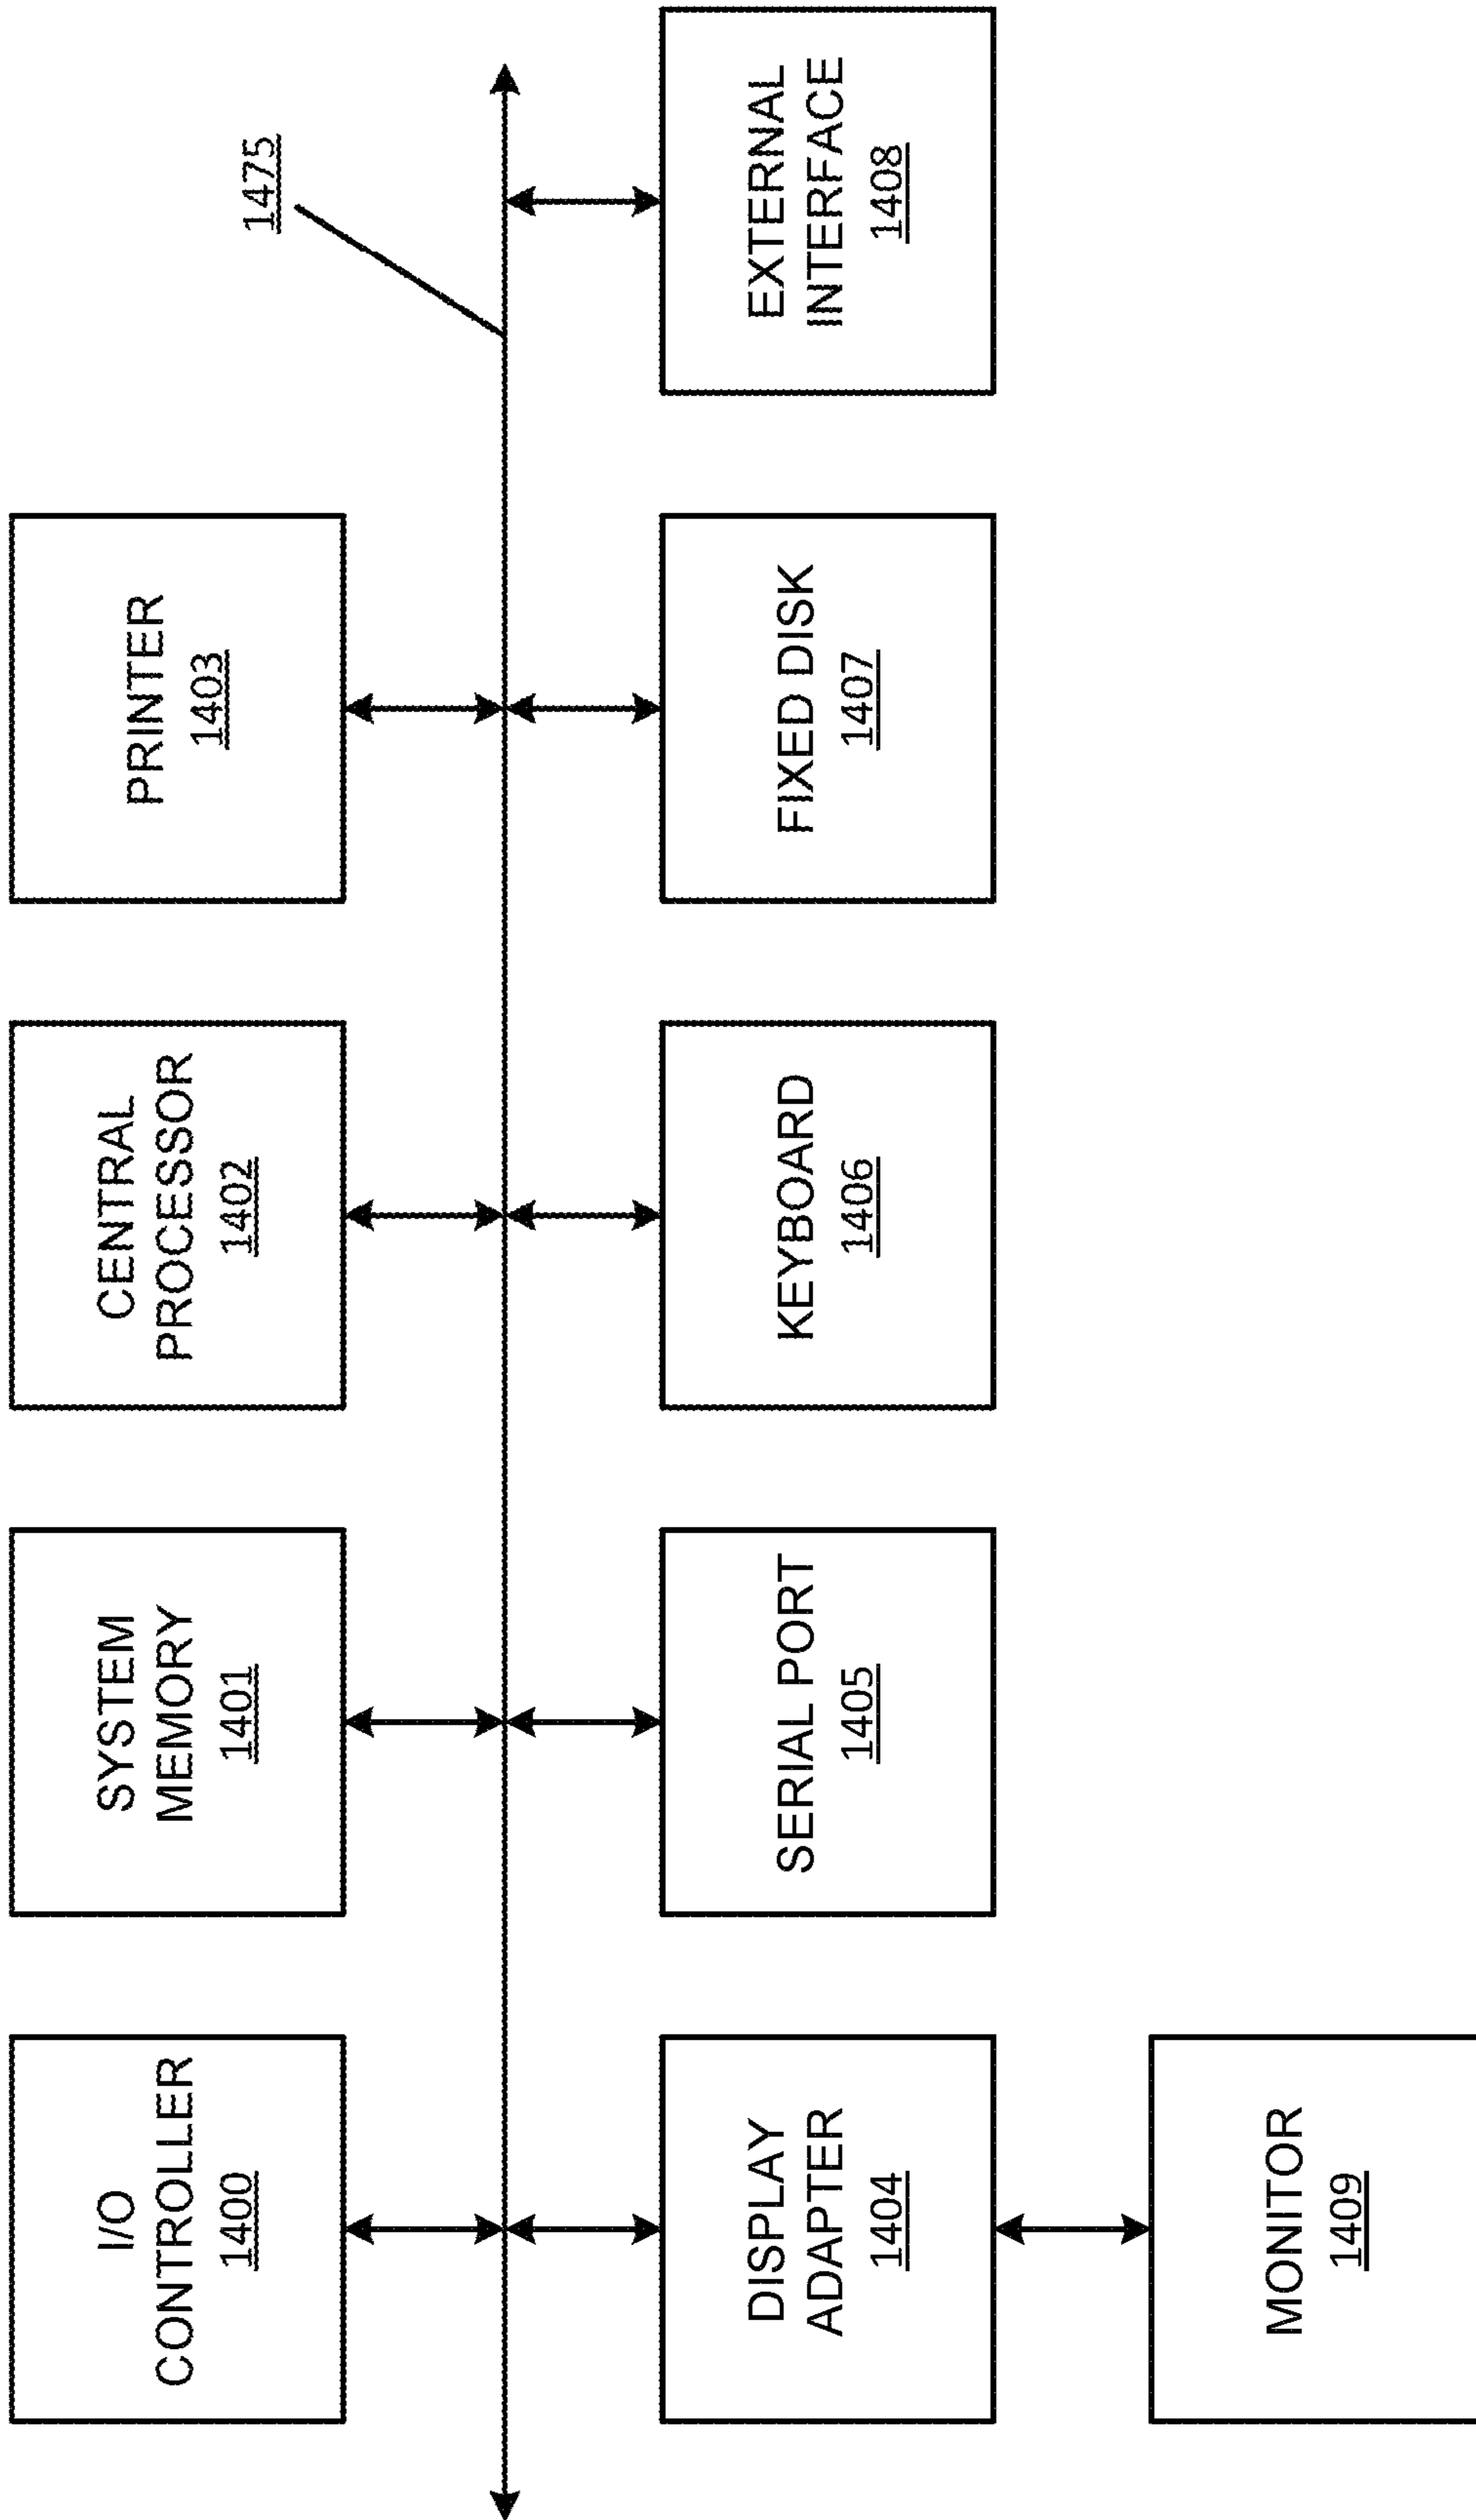 I/O
CONTROLLER
1400
SYSTEM
MEMORY
1401
CENTRAL
PROCESSOR
1402
PRINTER
1403
1475
DISPLAY
ADAPTER
1404
SERIAL PORT
1405
KEYBOARD
1406
FIXED DISK
1407
EXTERNAL
INTERFACE
1408
MONITOR
1409